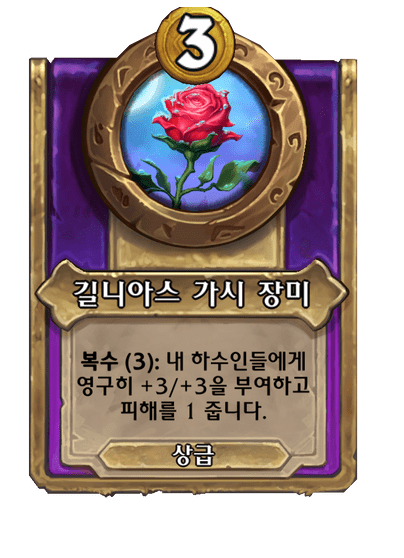 3
길니아스 가시 장미
복수 (3): 내 하수인들에게
영구히 +3/+3을 부여하고
피해를 1 줍니다.
상급